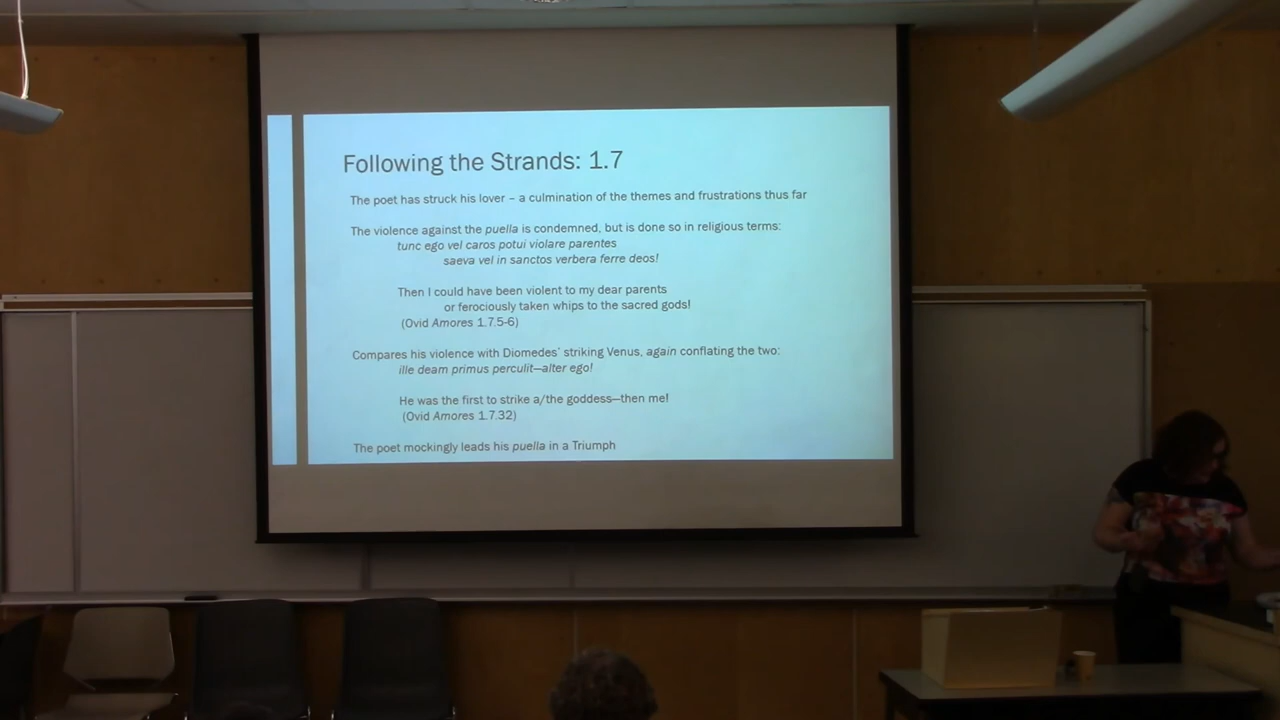 Following the Strands: 1.7
The poet has struck his lover – a culmination of the themes and frustrations thus far
The violence against the puella is condemned, but is done so in religious terms:
tunc ego vel caros potui violare parentes
saeva vel in sanctos verbera ferre deos!
Then I could have been violent to my dear parents
or ferociously taken whips to the sacred gods!
(Ovid Amores 1.7.5-6)
Compares his violence with Diomedes' striking Venus, again conflating the two:
ille deam primus perculit—alter ego!
He was the first to strike a/the goddess—then me!
(Ovid Amores 1.7.32)
The poet mockingly leads his puella in a Triumph